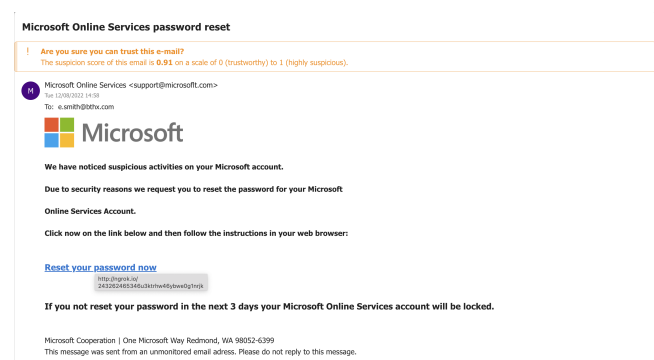 Microsoft Online Services password reset
! Are you sure you can trust this e-mail?
The suspicion score of this email is 0.91 on a scale of 0 (trustworthy) to 1 (highly suspicious).
M
Microsoft Online Services <support@microsoflt.com>
Tue 12/08/2022 14:58
To: e.smith@bthx.com
Microsoft
We have noticed suspicious activities on your Microsoft account.
Due to security reasons we request you to reset the password for your Microsoft
Online Services Account.
Click now on the link below and then follow the instructions in your web browser:
Reset your password now
http://ngrok.io/
243262465346u3ktrhw46ybws0g1nrjk
If you not reset your password in the next 3 days your Microsoft Online Services account will be locked.
Microsoft Cooperation | One Microsoft Way Redmond, WA 98052-6399
This message was sent from an unmonitored email adress. Please do not reply to this message.